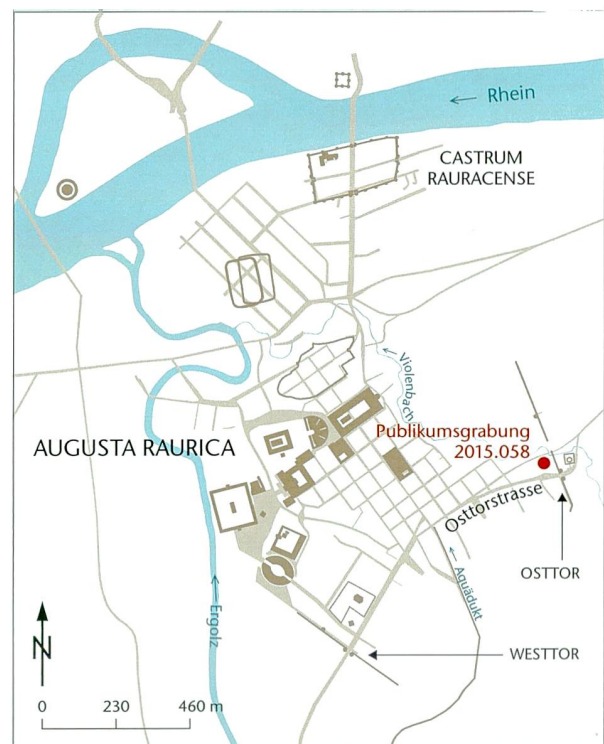 ← Rhein
CASTRUM
RAURACENSE
← Violenbach
AUGUSTA RAURICA
Publikumsgrabung
2015.058
Osttorstrasse
OSTTOR
← Aquädukt
← Ergolz
WESTTOR
N
0 230 460 m